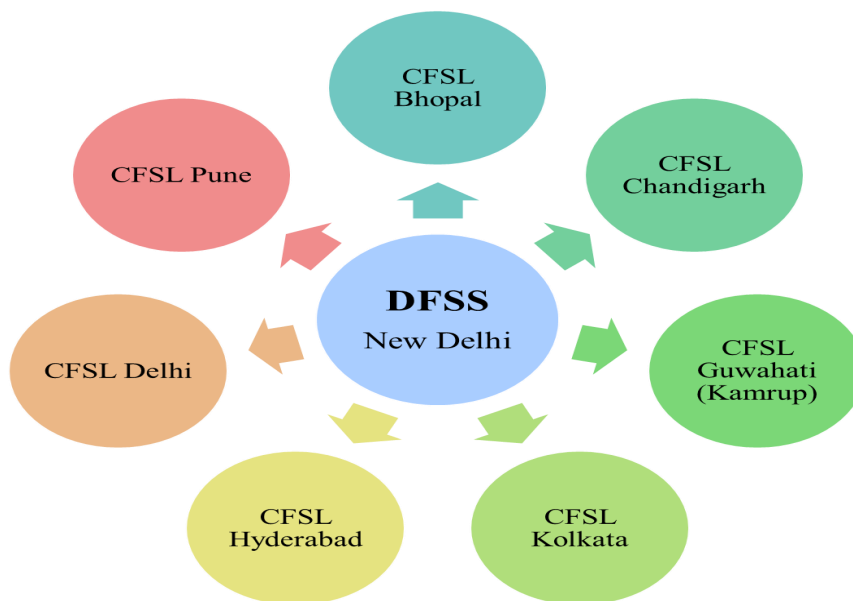 CFSL
Bhopal
CFSL Pune
CFSL
Chandigarh
DFSS
New Delhi
CFSL Delhi
CFSL
Guwahati
(Kamrup)
CFSL
Hyderabad
CFSL
Kolkata